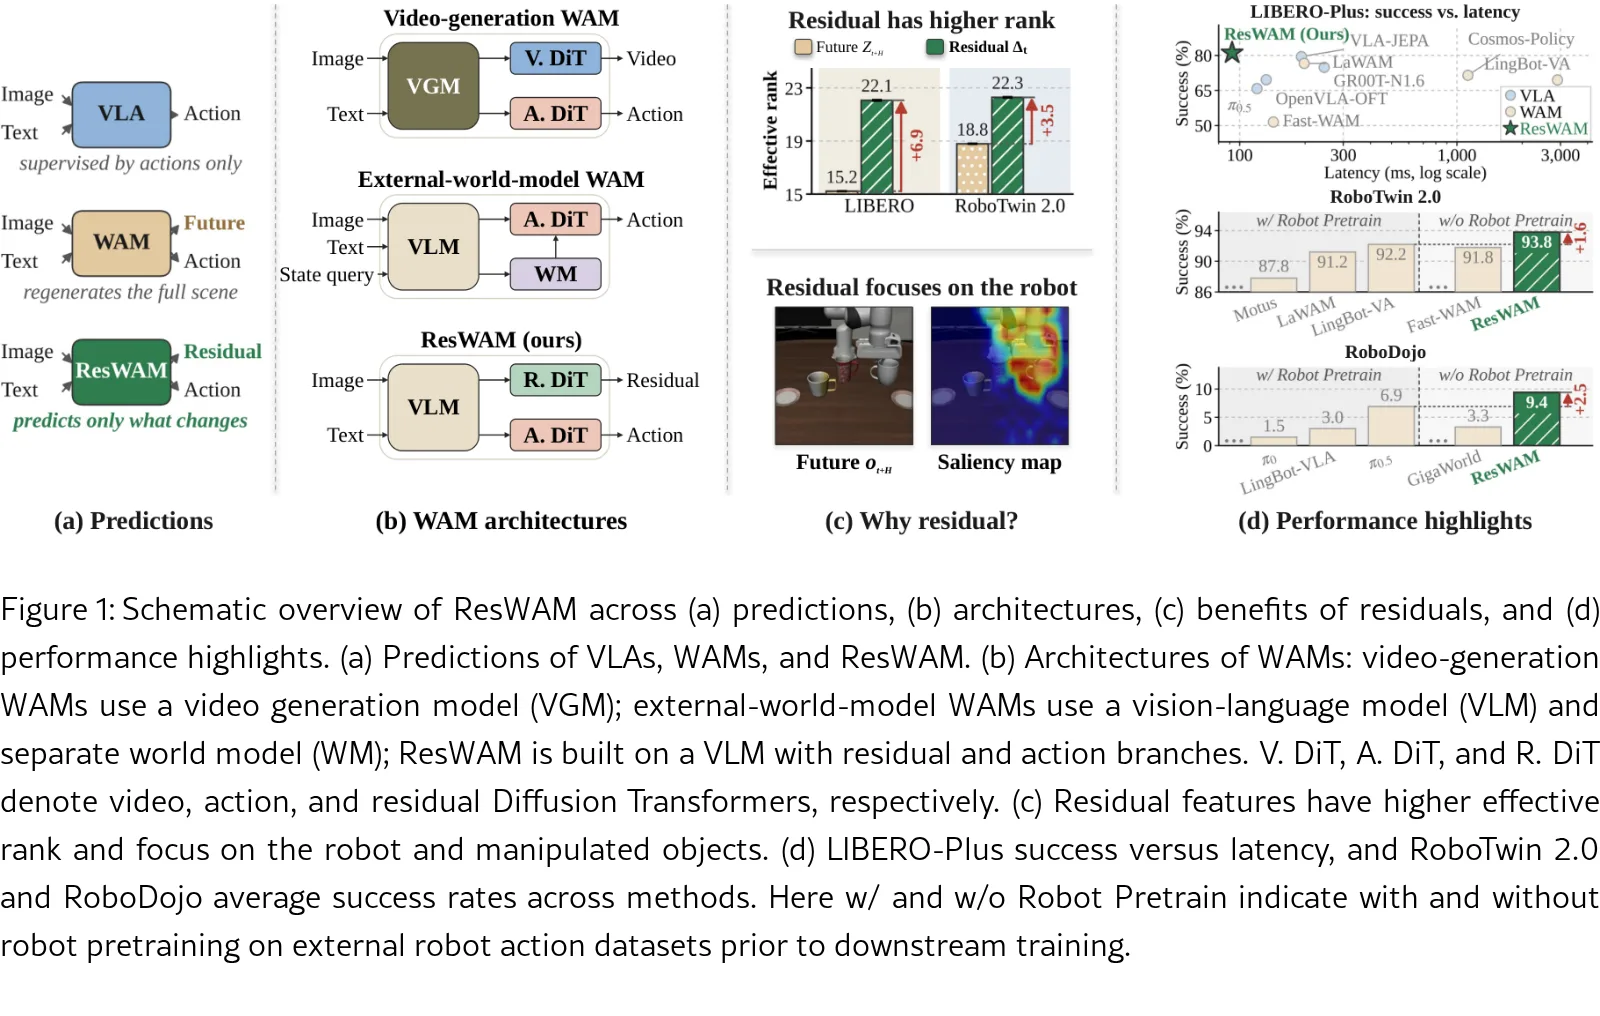 Image
Text
VLA
Action
supervised by actions only
Image
Text
WAM
Future
Action
regenerates the full scene
Image
Text
ResWAM
Residual
Action
predicts only what changes
(a) Predictions
Video-generation WAM
Image
Text
VGM
V. DiT
Video
A. DiT
Action
External-world-model WAM
Image
Text
State query
VLM
A. DiT
Action
WM
ResWAM (ours)
Image
Text
VLM
R. DiT
Residual
A. DiT
Action
(b) WAM architectures
Residual has higher rank
Future Z_{t+H}
Residual Δ_t
Effective rank
23
19
15
15.2
22.1
+6.9
18.8
22.3
+3.5
LIBERO
RoboTwin 2.0
Residual focuses on the robot
Future o_{t+H}
Saliency map
(c) Why residual?
LIBERO-Plus: success vs. latency
Success (%)
80
65
50
ResWAM (Ours)
VLA-JEPA
Cosmos-Policy
LaWAM
LingBot-VA
GR00T-N1.6
π_{0.5}
OpenVLA-OFT
Fast-WAM
VLA
WAM
ResWAM
100
300
1,000
3,000
Latency (ms, log scale)
RoboTwin 2.0
Success (%)
94
90
86
w/ Robot Pretrain
w/o Robot Pretrain
...
87.8
91.2
92.2
...
91.8
93.8
+1.6
Motus
LaWAM
LingBot-VA
Fast-WAM
ResWAM
RoboDojo
Success (%)
10
5
0
w/ Robot Pretrain
w/o Robot Pretrain
...
1.5
3.0
6.9
...
3.3
9.4
+2.5
π_0
LingBot-VLA
π_{0.5}
GigaWorld
ResWAM
(d) Performance highlights
Figure 1: Schematic overview of ResWAM across (a) predictions, (b) architectures, (c) benefits of residuals, and (d)
performance highlights. (a) Predictions of VLAs, WAMs, and ResWAM. (b) Architectures of WAMs: video-generation
WAMs use a video generation model (VGM); external-world-model WAMs use a vision-language model (VLM) and
separate world model (WM); ResWAM is built on a VLM with residual and action branches. V. DiT, A. DiT, and R. DiT
denote video, action, and residual Diffusion Transformers, respectively. (c) Residual features have higher effective
rank and focus on the robot and manipulated objects. (d) LIBERO-Plus success versus latency, and RoboTwin 2.0
and RoboDojo average success rates across methods. Here w/ and w/o Robot Pretrain indicate with and without
robot pretraining on external robot action datasets prior to downstream training.